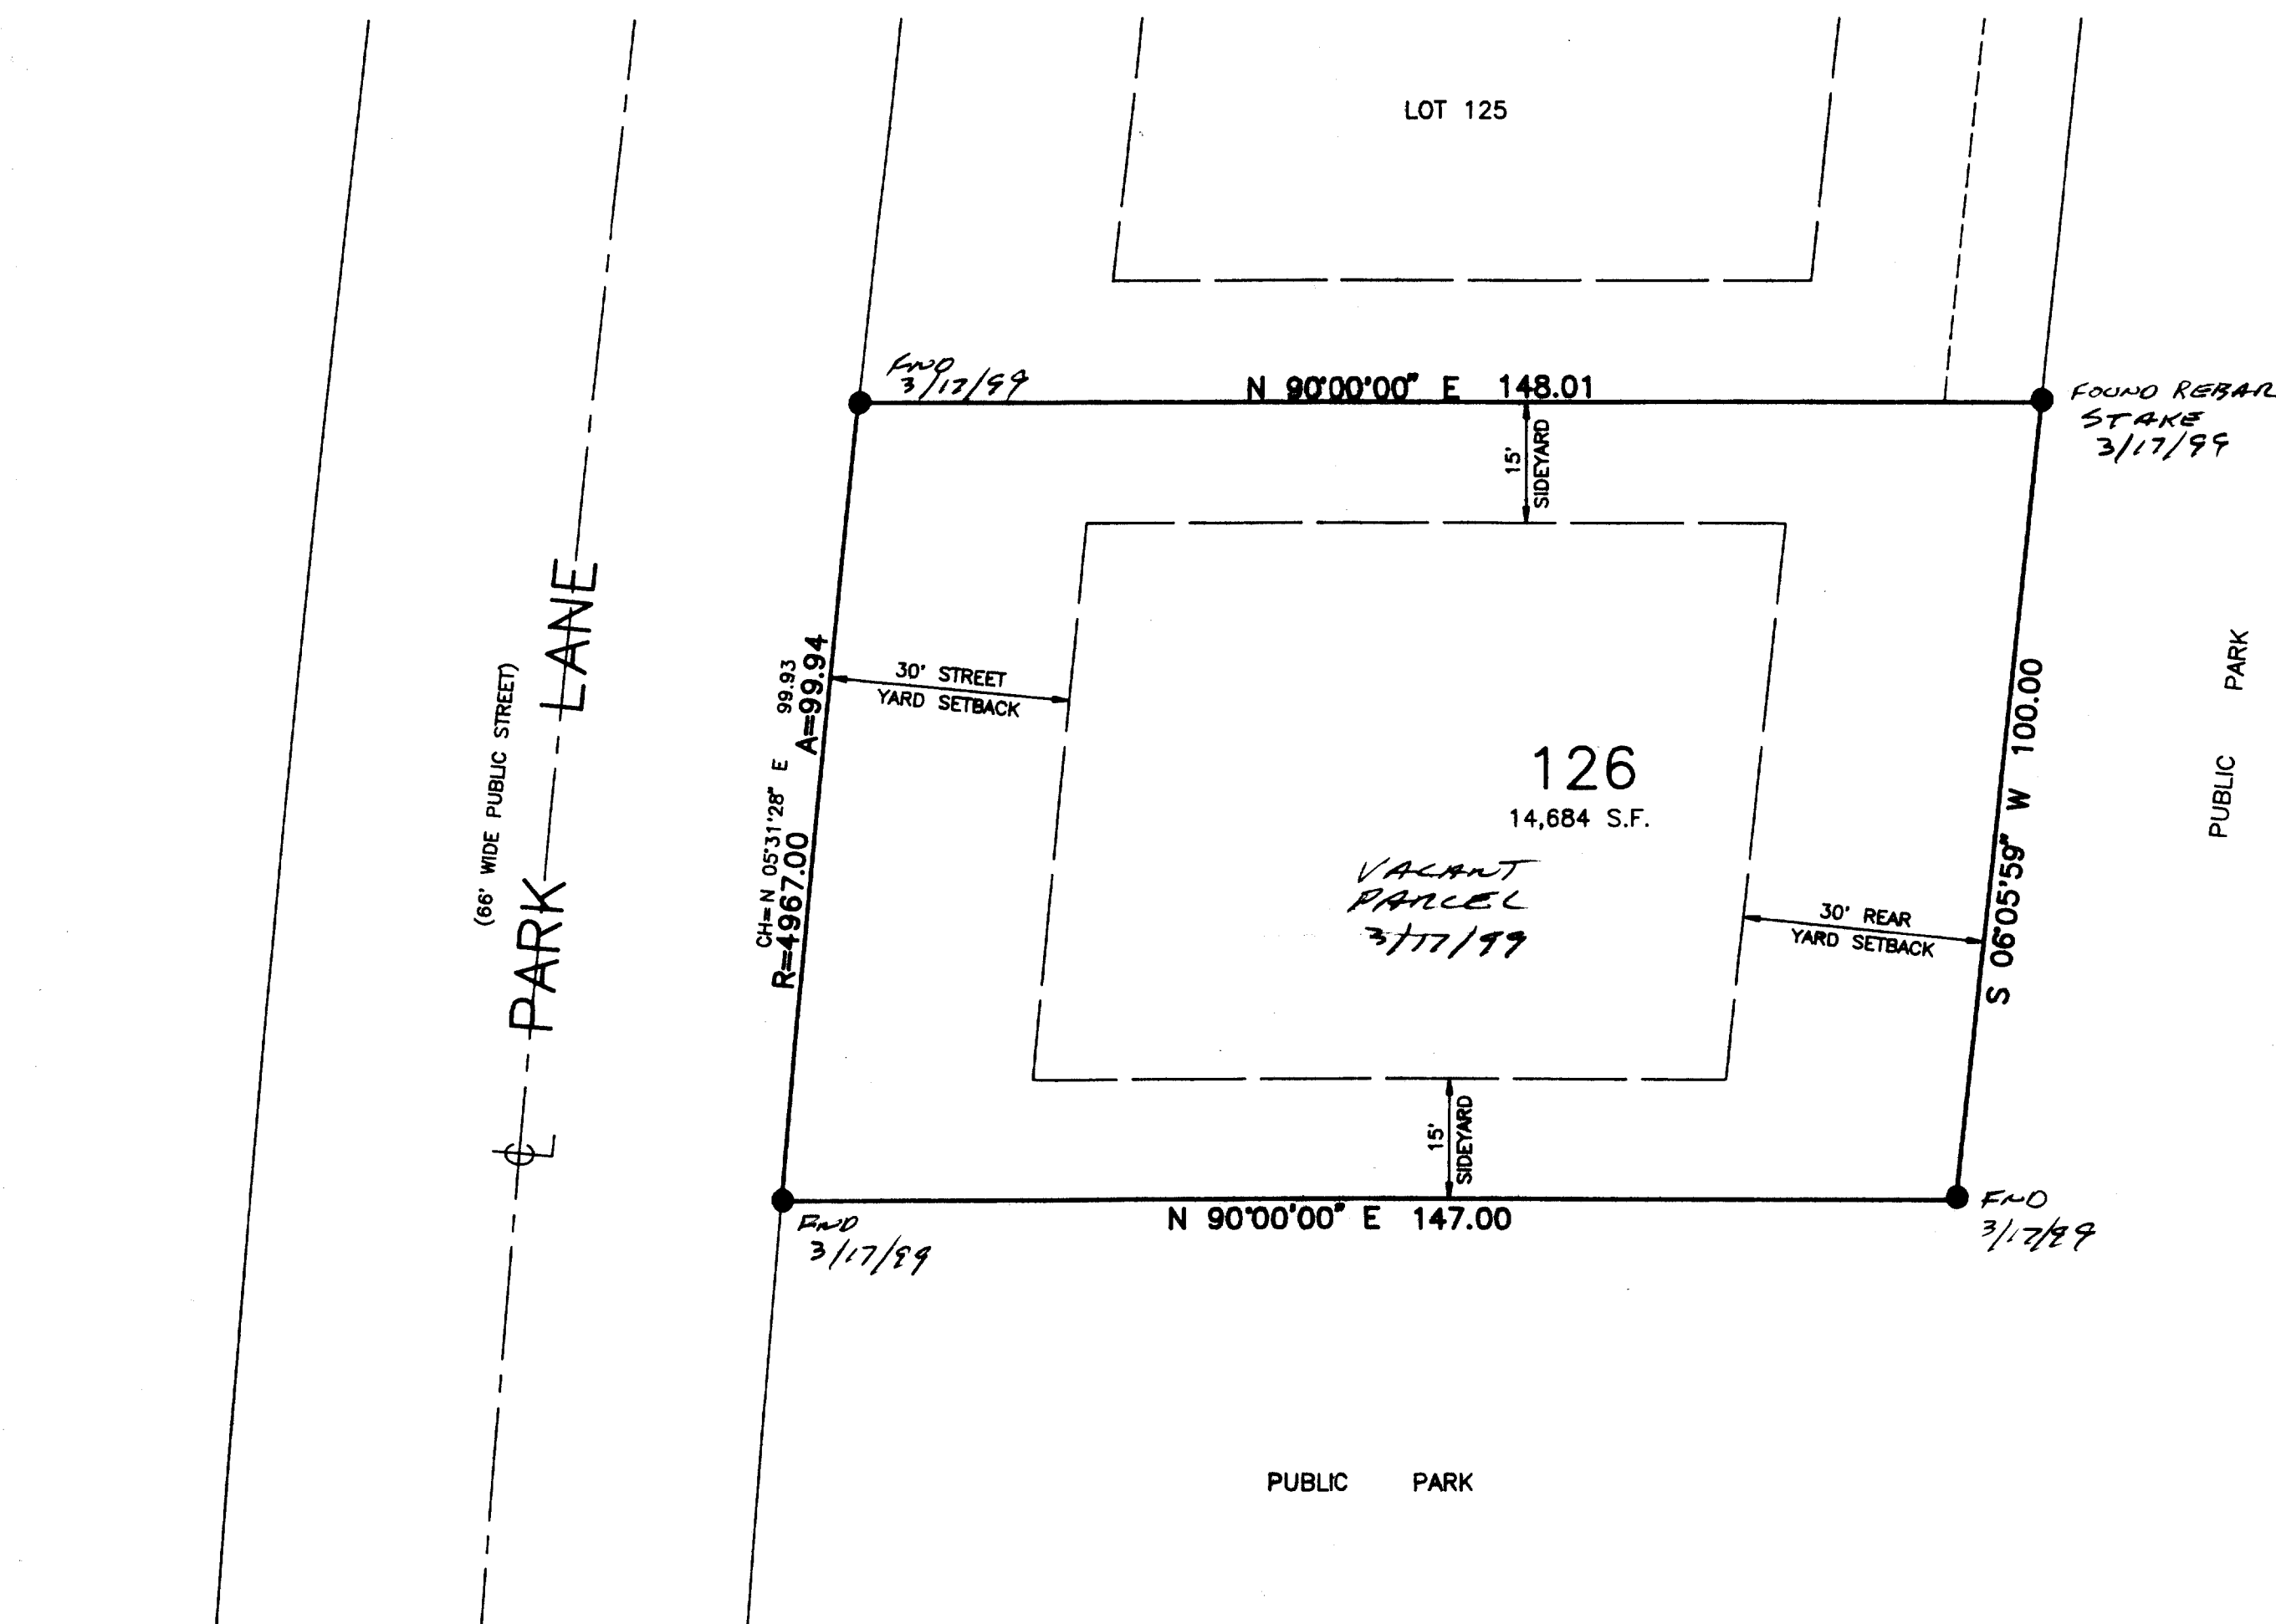 LOT 125
FND
3/17/99
N 90°00'00" E 148.01
FOUND REBAR
STAKE
3/17/99
15'
SIDEYARD
PARK LANE
(66' WIDE PUBLIC STREET)
CH=N 05°31'28" E 99.93
R=4967.00 A=99.94
30' STREET
YARD SETBACK
126
14,684 S.F.
VACANT
PARCEL
3/17/99
30' REAR
YARD SETBACK
S 06°05'59" W 100.00
PUBLIC PARK
15'
SIDEYARD
N 90°00'00" E 147.00
FND
3/17/99
FND
3/17/99
PUBLIC PARK